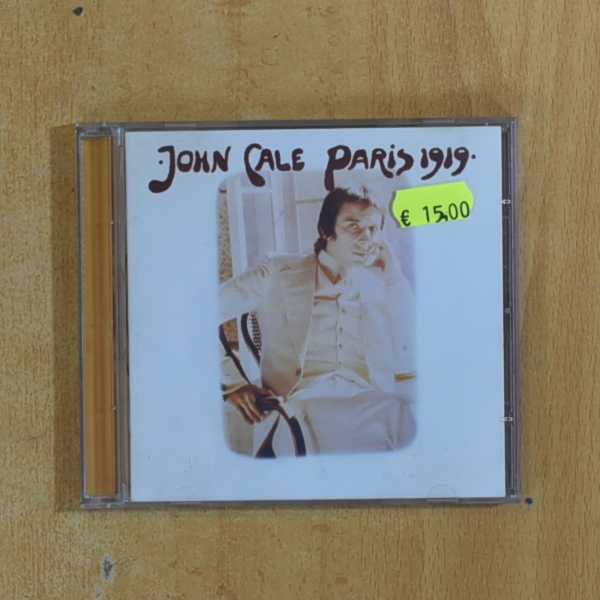 ·JOHN CALE PARIS 1919·
€ 15,00